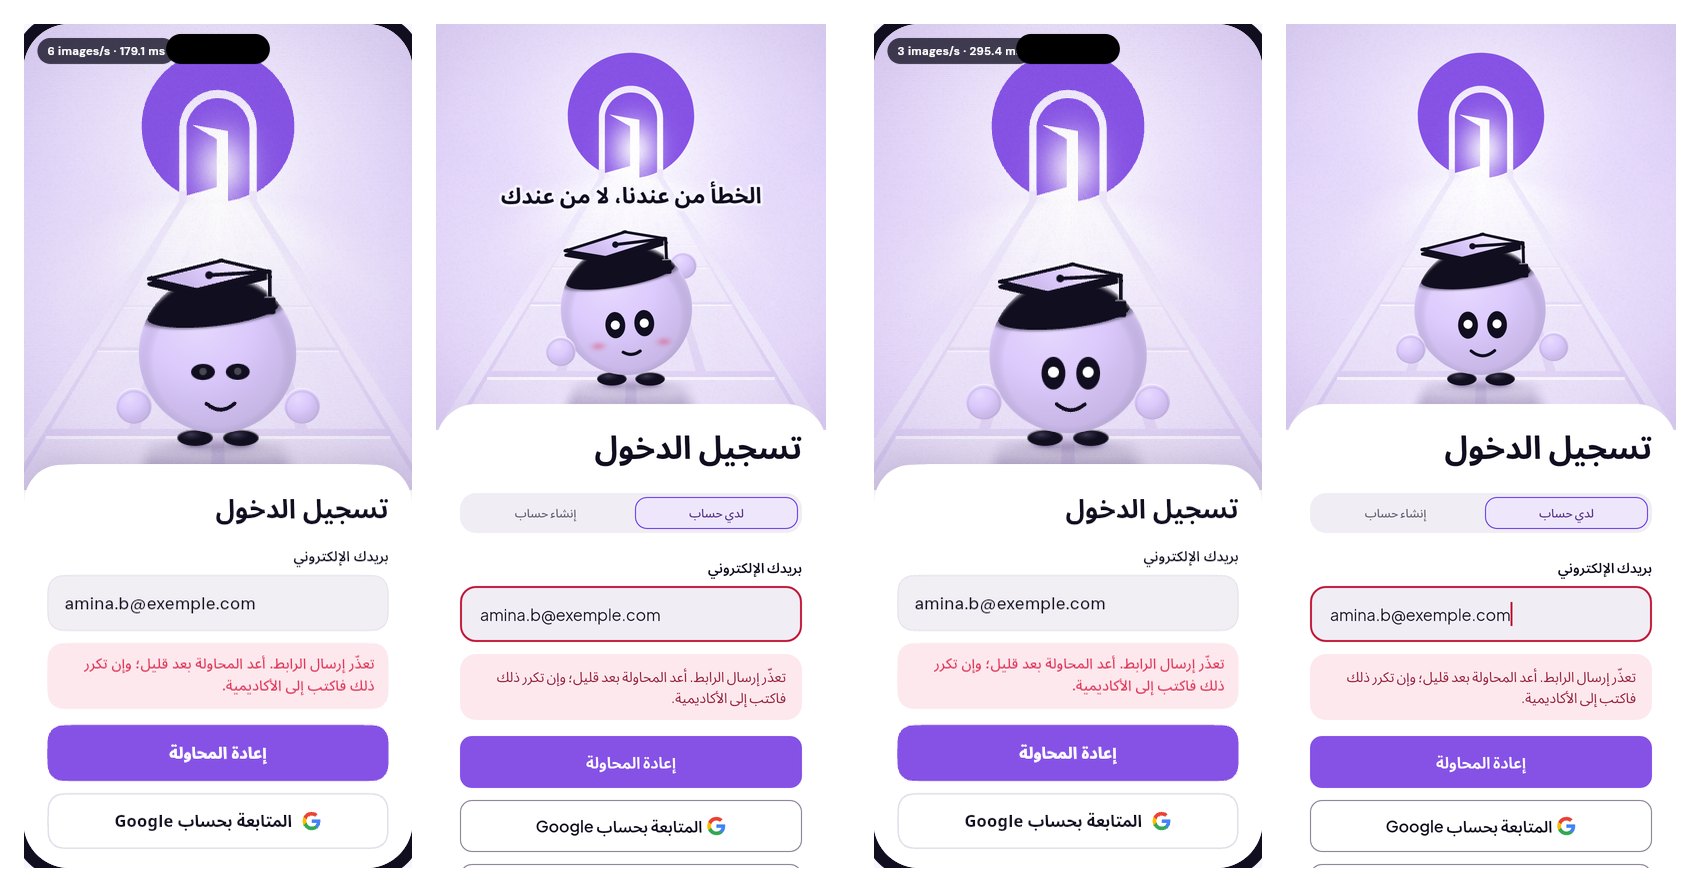 6 images/s · 179.1 ms
تسجيل الدخول
بريدك الإلكتروني
amina.b@exemple.com
تعذّر إرسال الرابط. أعد المحاولة بعد قليل؛ وإن تكرر
ذلك فاكتب إلى الأكاديمية.
إعادة المحاولة
المتابعة بحساب Google
الخطأ من عندنا، لا من عندك
تسجيل الدخول
لدي حساب
إنشاء حساب
بريدك الإلكتروني
amina.b@exemple.com
تعذّر إرسال الرابط. أعد المحاولة بعد قليل؛ وإن تكرر ذلك
فاكتب إلى الأكاديمية.
إعادة المحاولة
المتابعة بحساب Google
3 images/s · 295.4 m
تسجيل الدخول
بريدك الإلكتروني
amina.b@exemple.com
تعذّر إرسال الرابط. أعد المحاولة بعد قليل؛ وإن تكرر
ذلك فاكتب إلى الأكاديمية.
إعادة المحاولة
المتابعة بحساب Google
تسجيل الدخول
لدي حساب
إنشاء حساب
بريدك الإلكتروني
amina.b@exemple.com
تعذّر إرسال الرابط. أعد المحاولة بعد قليل؛ وإن تكرر ذلك
فاكتب إلى الأكاديمية.
إعادة المحاولة
المتابعة بحساب Google